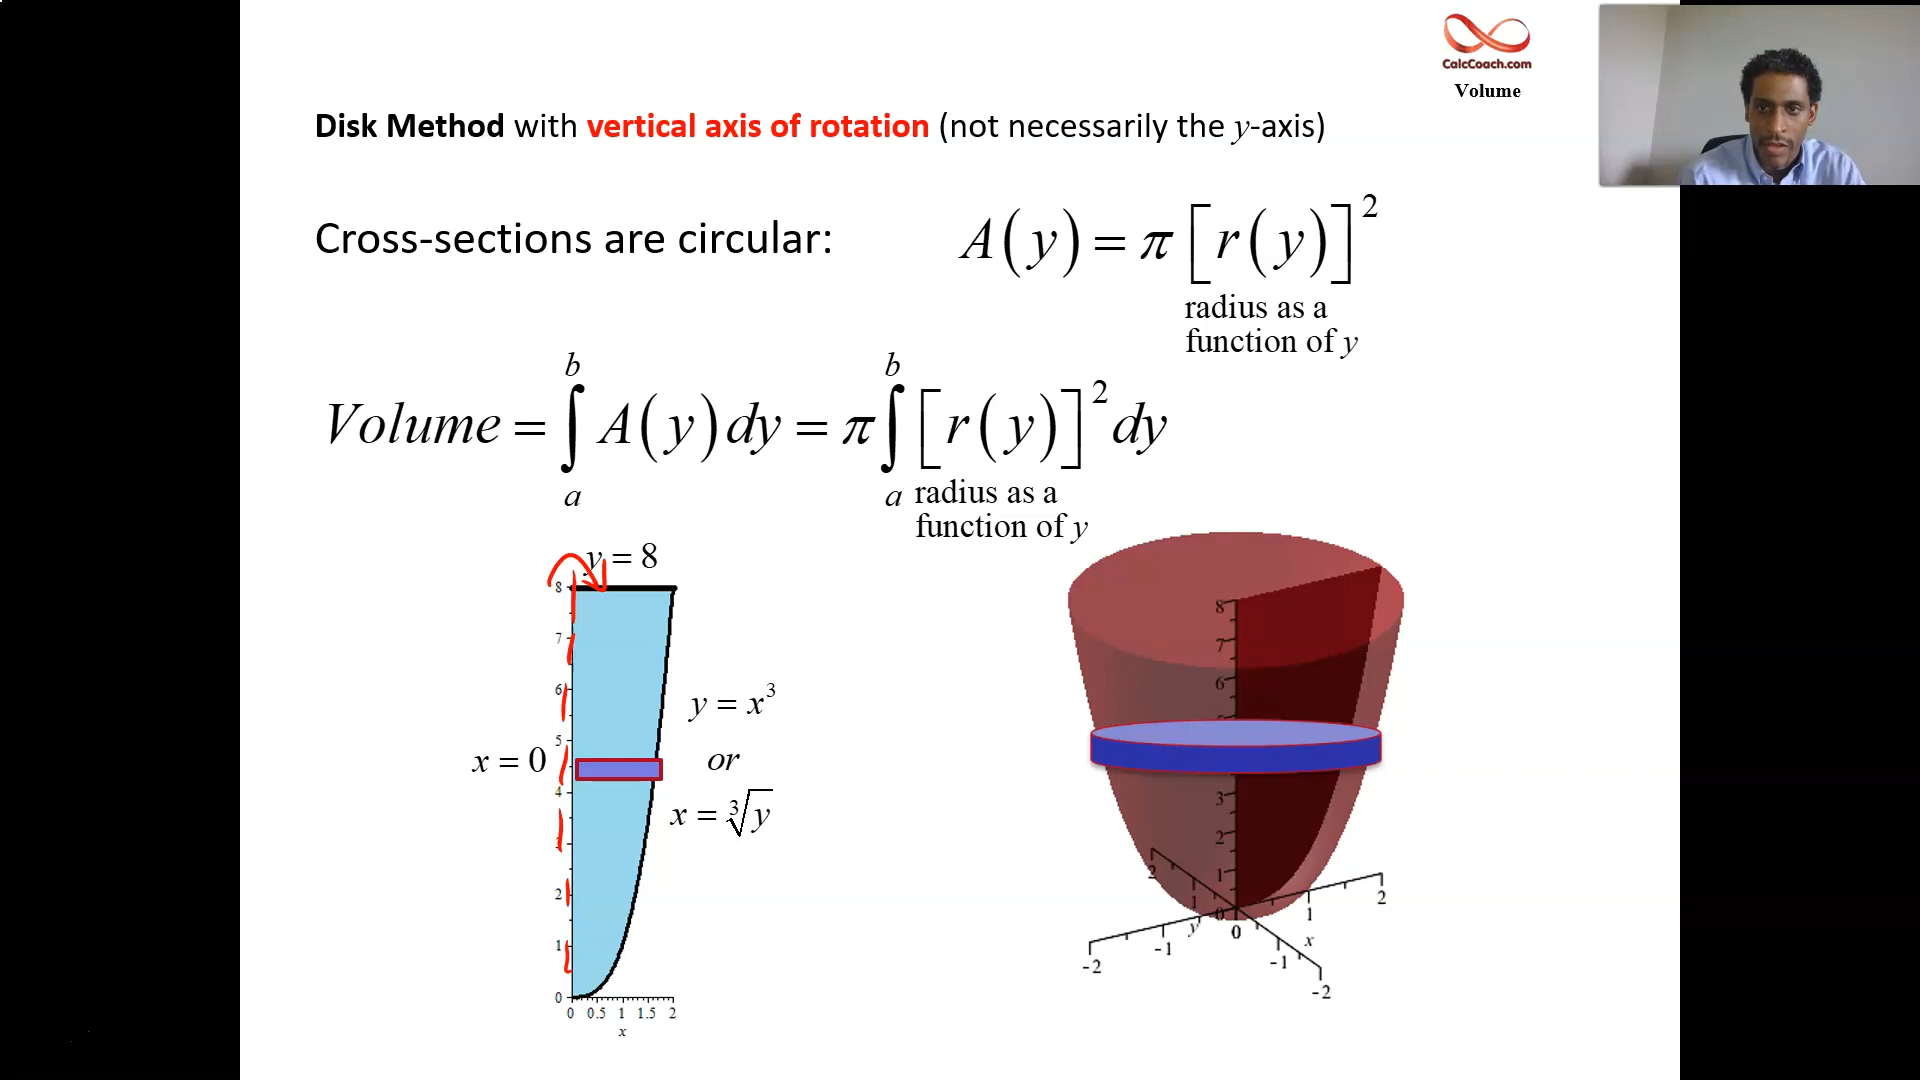 CalcCoach.com
Volume
Disk Method with vertical axis of rotation (not necessarily the y-axis)
Cross-sections are circular: A(y) = π[r(y)]²
radius as a
function of y
Volume = ∫ₐᵇ A(y)dy = π∫ₐᵇ [r(y)]² dy
radius as a
function of y
y = 8
8
7
6
5
4
3
2
1
0
0 0.5 1 1.5 2
x
x = 0
y = x³
or
x = ∛y
8
7
6
5
3
2
1
0
2
1
y
-1
-2
0
1
2
x
-1
-2